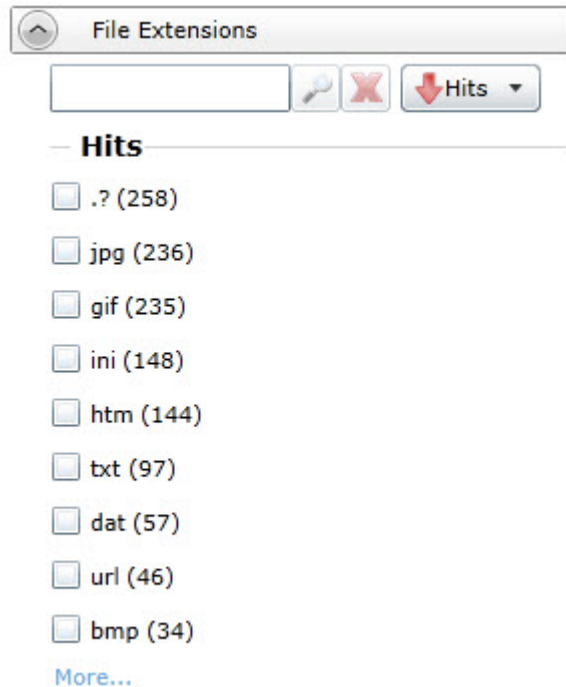 File Extensions
Hits
Hits
.? (258)
jpg (236)
gif (235)
ini (148)
htm (144)
txt (97)
dat (57)
url (46)
bmp (34)
More...